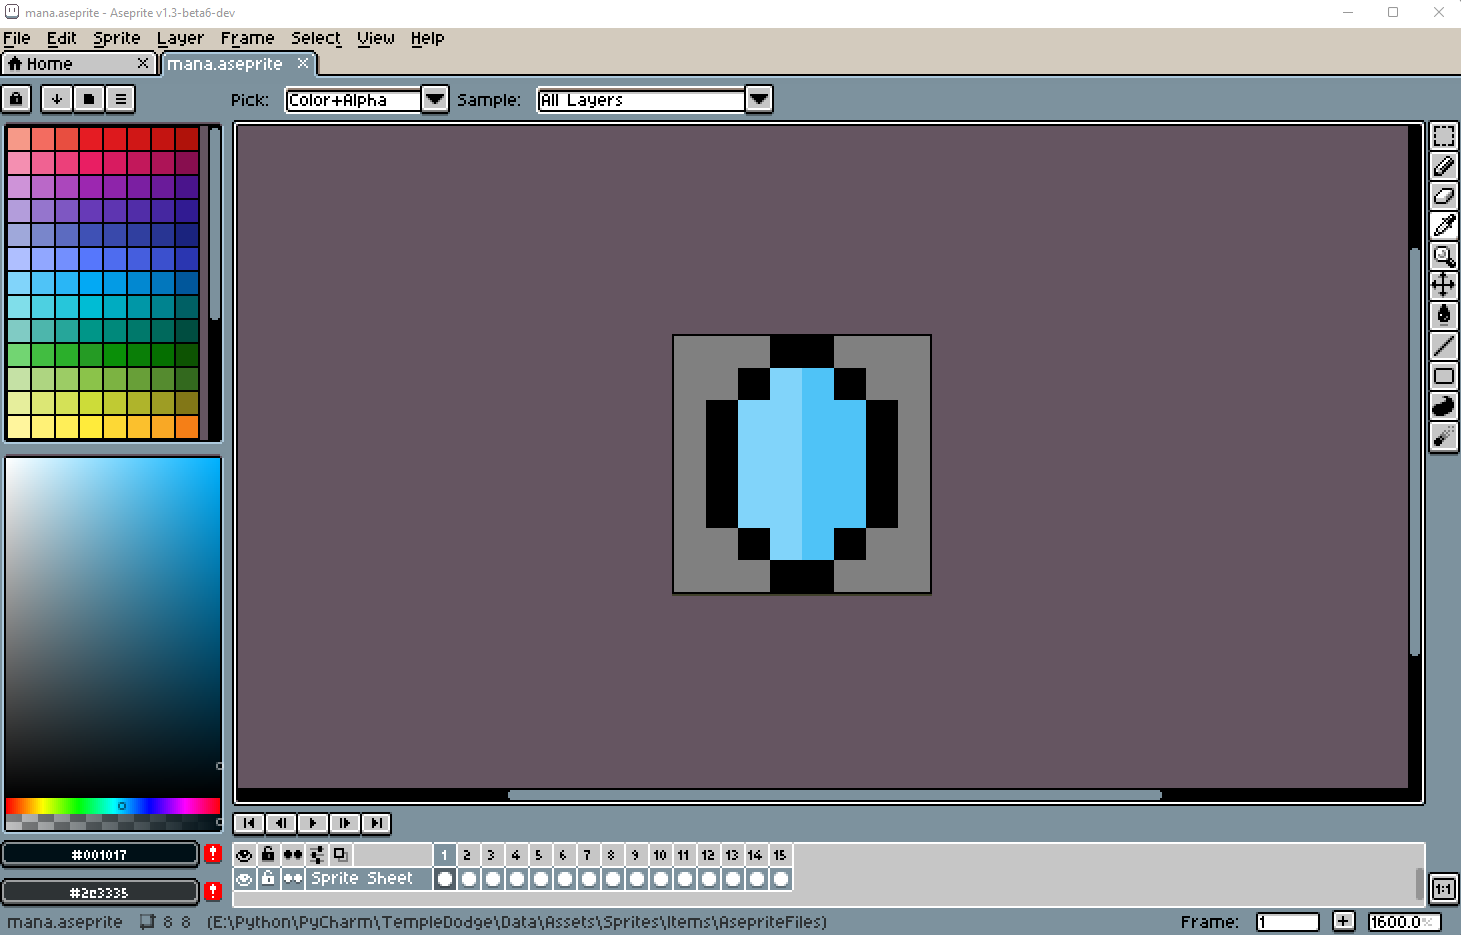 mana.aseprite - Aseprite v1.3-beta6-dev
File Edit Sprite Layer Frame Select View Help
Home mana.aseprite
Pick: Color+Alpha Sample: All Layers
#001017
1 2 3 4 5 6 7 8 9 10 11 12 13 14 15
Sprite Sheet
#2c3335
1:1
mana.aseprite 8 8 (E:\Python\PyCharm\TempleDodge\Data\Assets\Sprites\Items\AsepriteFiles) Frame: 1 + 1600.0%